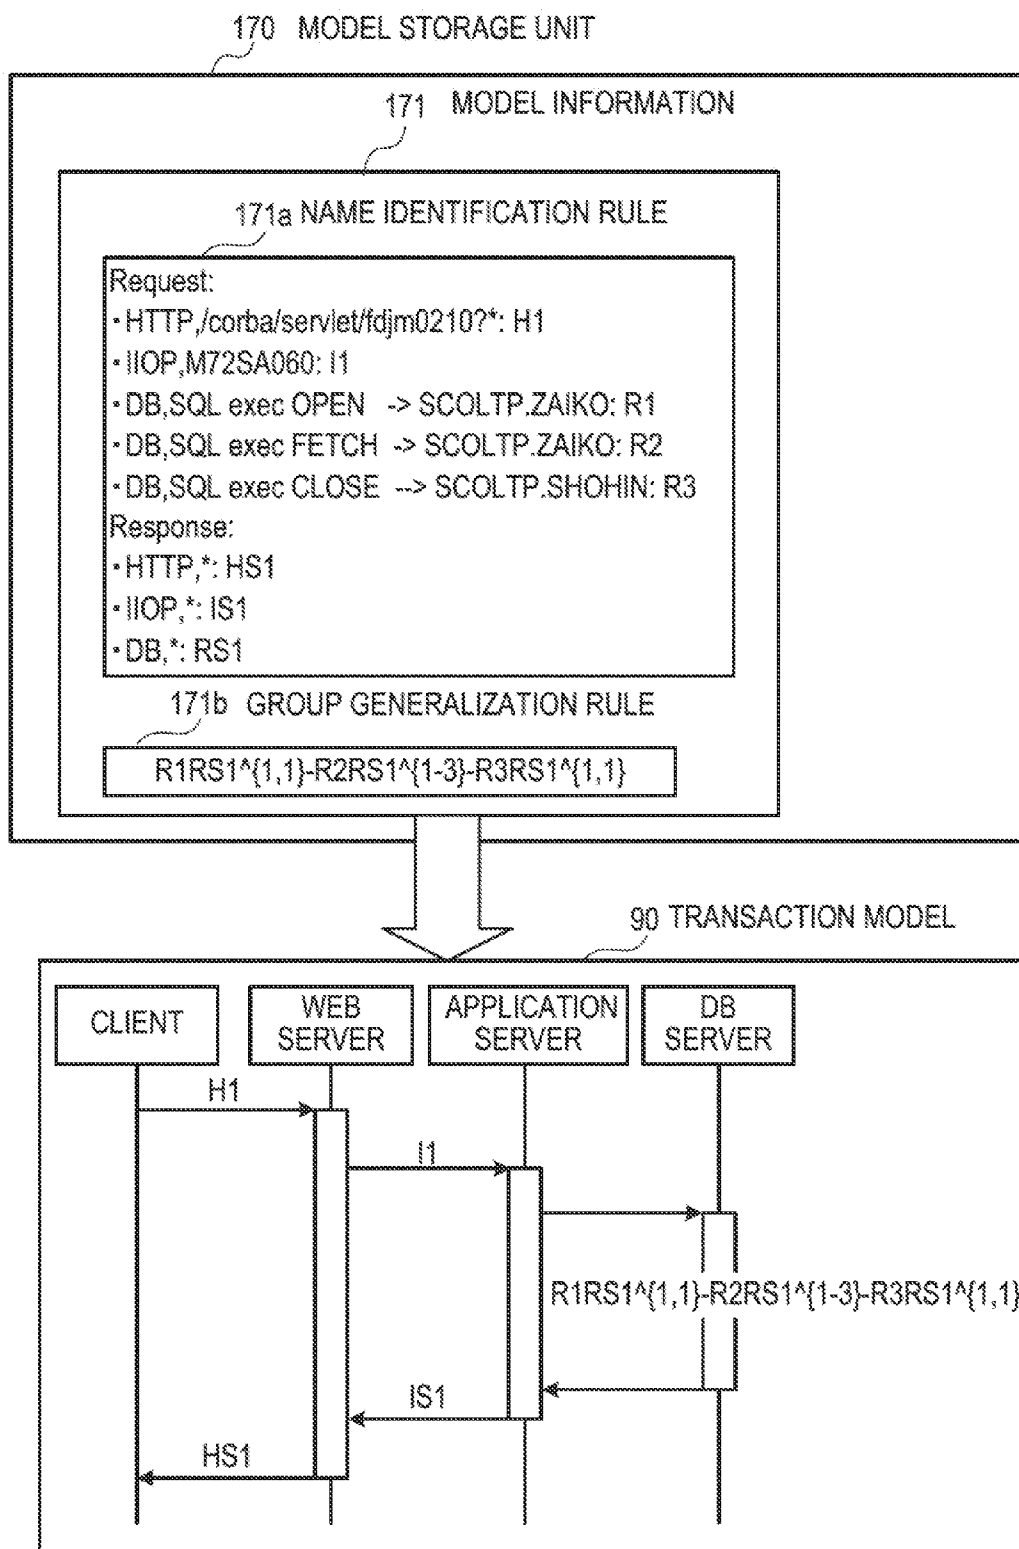 170 MODEL STORAGE UNIT
171 MODEL INFORMATION
171a NAME IDENTIFICATION RULE
Request:
・HTTP,/corba/servlet/fdjm0210?*: H1
・IIOP,M72SA060: I1
・DB,SQL exec OPEN -> SCOLTP.ZAIKO: R1
・DB,SQL exec FETCH -> SCOLTP.ZAIKO: R2
・DB,SQL exec CLOSE --> SCOLTP.SHOHIN: R3
Response:
・HTTP,*: HS1
・IIOP,*: IS1
・DB,*: RS1
171b GROUP GENERALIZATION RULE
R1RS1^{1,1}-R2RS1^{1-3}-R3RS1^{1,1}
90 TRANSACTION MODEL
CLIENT
WEB
SERVER
APPLICATION
SERVER
DB
SERVER
H1
I1
R1RS1^{1,1}-R2RS1^{1-3}-R3RS1^{1,1}
IS1
HS1